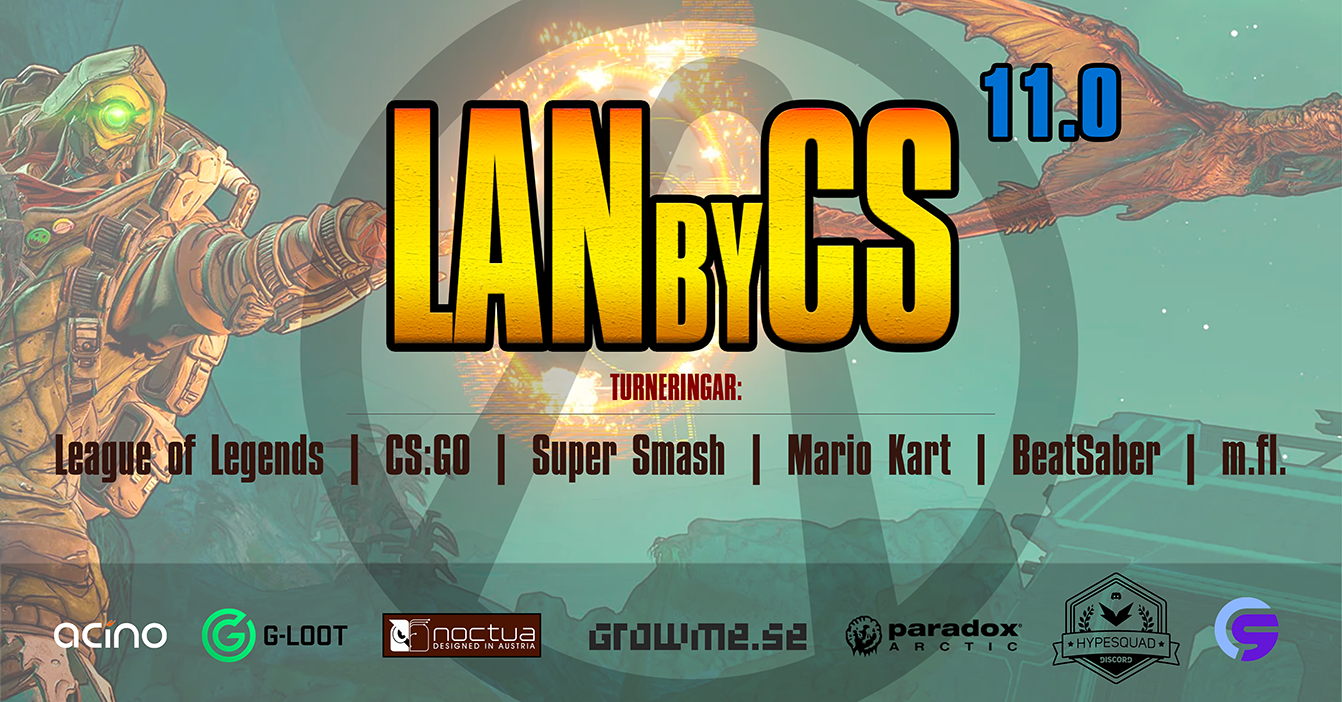 LANBYCS 11.0
TURNERINGAR:
League of Legends | CS:GO | Super Smash | Mario Kart | BeatSaber | m.fl.
acino G-LOOT noctua GROWME.SE paradox ARCTIC HYPESQUAD CS
DESIGNED IN AUSTRIA DISCORD